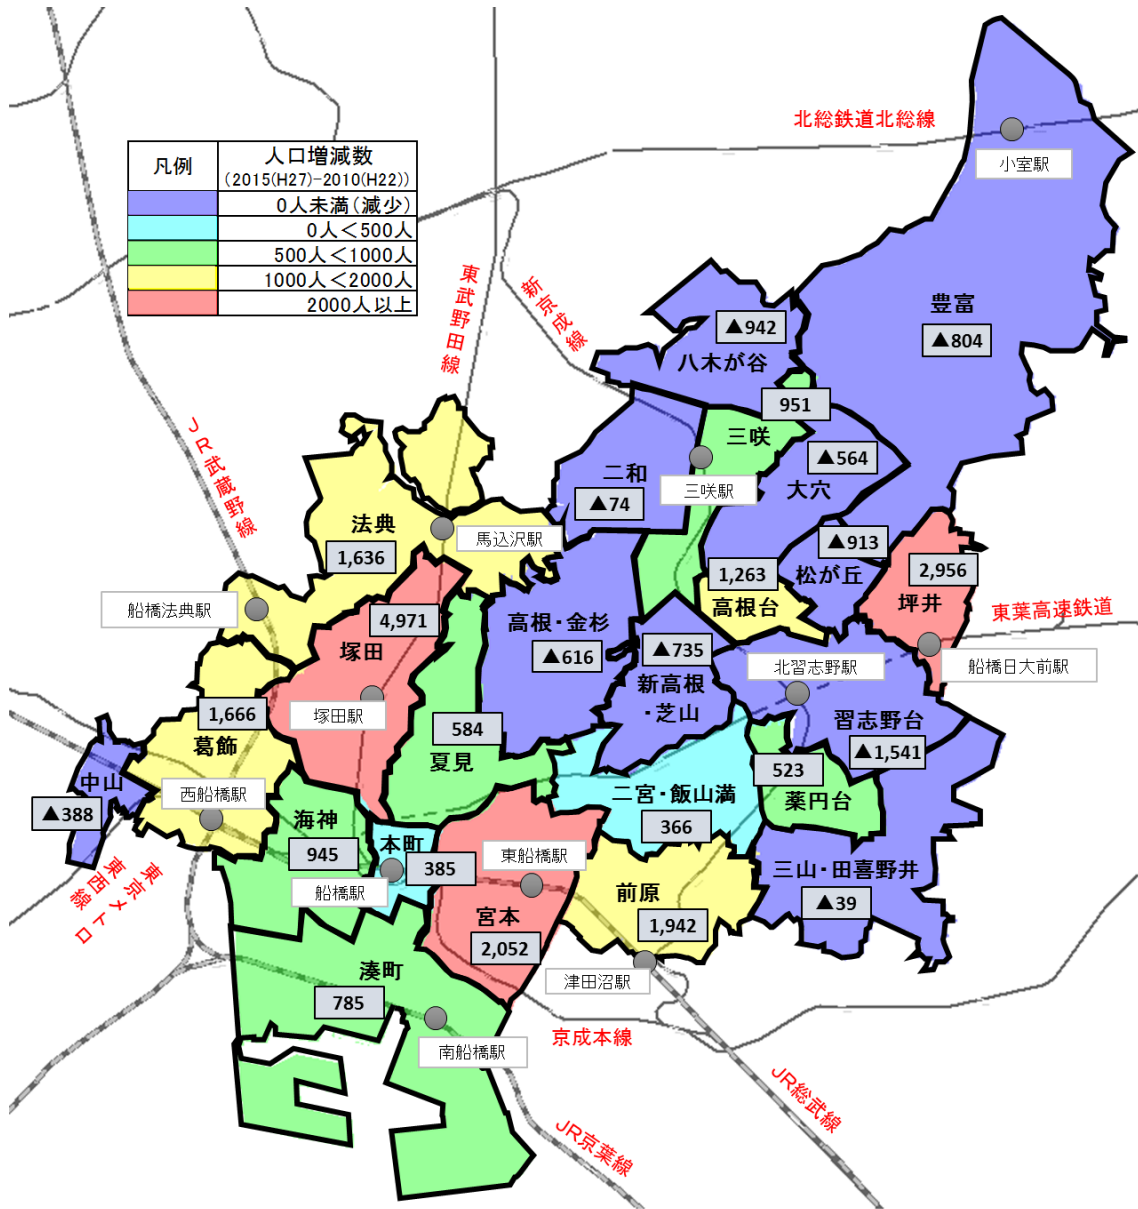 北総鉄道北総線
小室駅
凡例
人口増減数
(2015(H27)-2010(H22))
0人未満(減少)
0人<500人
500人<1000人
1000人<2000人
2000人以上
東武野田線
新京成線
豊富
▲804
▲942
八木が谷
951
三咲
三咲駅
▲564
大穴
二和
▲74
JR武蔵野線
法典
1,636
馬込沢駅
▲913
松が丘
2,956
坪井
1,263
高根台
東葉高速鉄道
船橋法典駅
4,971
塚田
塚田駅
高根・金杉
▲616
▲735
新高根
・芝山
北習志野駅
船橋日大前駅
習志野台
▲1,541
1,666
葛飾
584
夏見
523
薬円台
中山
▲388
西船橋駅
二宮・飯山満
366
海神
945
本町
385
船橋駅
東船橋駅
宮本
2,052
前原
1,942
三山・田喜野井
▲39
東京メトロ
東西線
湊町
785
津田沼駅
南船橋駅
京成本線
JR総武線
JR京葉線